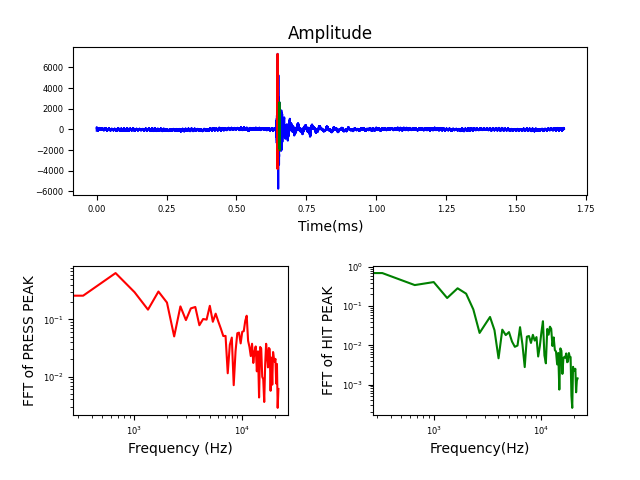 Amplitude
6000
4000
2000
0
−2000
−4000
−6000
0.00 0.25 0.50 0.75 1.00 1.25 1.50 1.75
Time(ms)
FFT of PRESS PEAK
10⁻¹
10⁻²
10³ 10⁴
Frequency (Hz)
FFT of HIT PEAK
10⁰
10⁻¹
10⁻²
10⁻³
10³ 10⁴
Frequency(Hz)